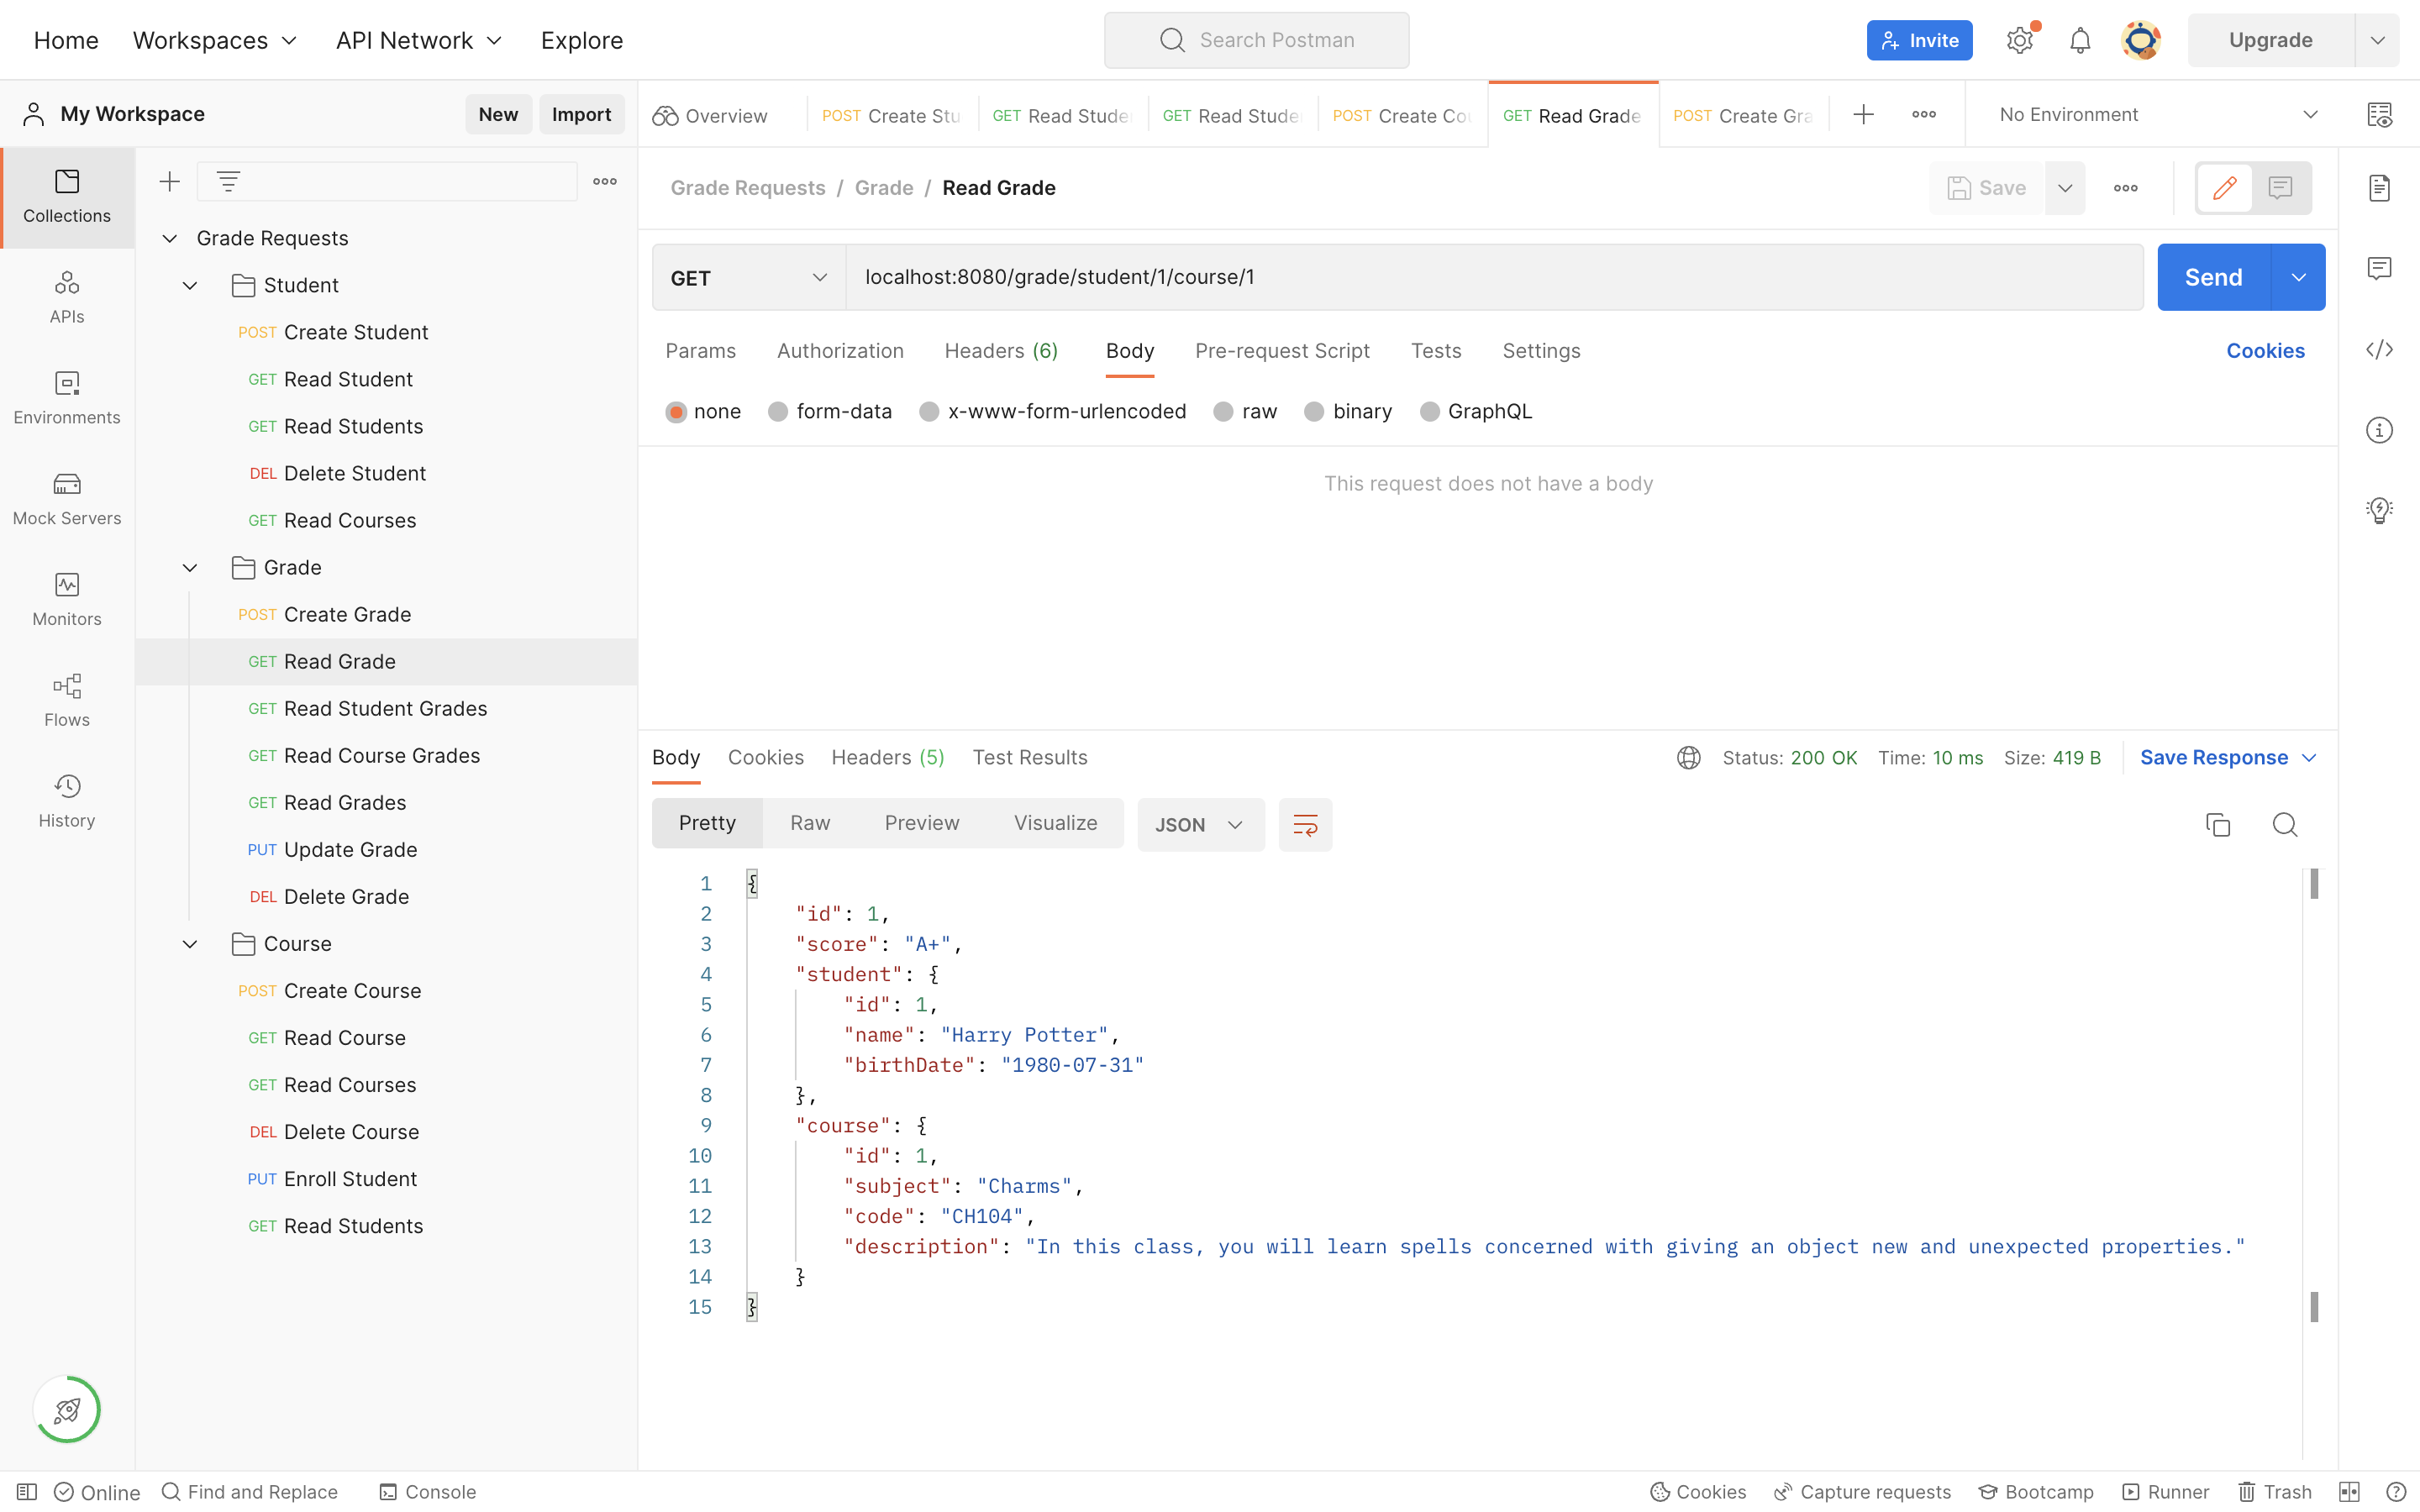 Home Workspaces API Network Explore Search Postman Invite Upgrade
My Workspace New Import
Overview POST Create Stu GET Read Stude GET Read Stude POST Create Cou GET Read Grade POST Create Gra No Environment
Collections
APIs
Environments
Mock Servers
Monitors
Flows
History
Grade Requests
Student
POST Create Student
GET Read Student
GET Read Students
DEL Delete Student
GET Read Courses
Grade
POST Create Grade
GET Read Grade
GET Read Student Grades
GET Read Course Grades
GET Read Grades
PUT Update Grade
DEL Delete Grade
Course
POST Create Course
GET Read Course
GET Read Courses
DEL Delete Course
PUT Enroll Student
GET Read Students
Grade Requests / Grade / Read Grade Save
GET localhost:8080/grade/student/1/course/1 Send
Params Authorization Headers (6) Body Pre-request Script Tests Settings Cookies
none form-data x-www-form-urlencoded raw binary GraphQL
This request does not have a body
Body Cookies Headers (5) Test Results Status: 200 OK Time: 10 ms Size: 419 B Save Response
Pretty Raw Preview Visualize JSON
1 {
2 "id": 1,
3 "score": "A+",
4 "student": {
5 "id": 1,
6 "name": "Harry Potter",
7 "birthDate": "1980-07-31"
8 },
9 "course": {
10 "id": 1,
11 "subject": "Charms",
12 "code": "CH104",
13 "description": "In this class, you will learn spells concerned with giving an object new and unexpected properties."
14 }
15 }
Online Find and Replace Console Cookies Capture requests Bootcamp Runner Trash